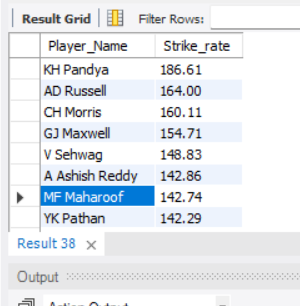 Result Grid Filter Rows:
Player_Name Strike_rate
KH Pandya 186.61
AD Russell 164.00
CH Morris 160.11
GJ Maxwell 154.71
V Sehwag 148.83
A Ashish Reddy 142.86
MF Maharoof 142.74
YK Pathan 142.29
Result 38 ×
Output
Action Output